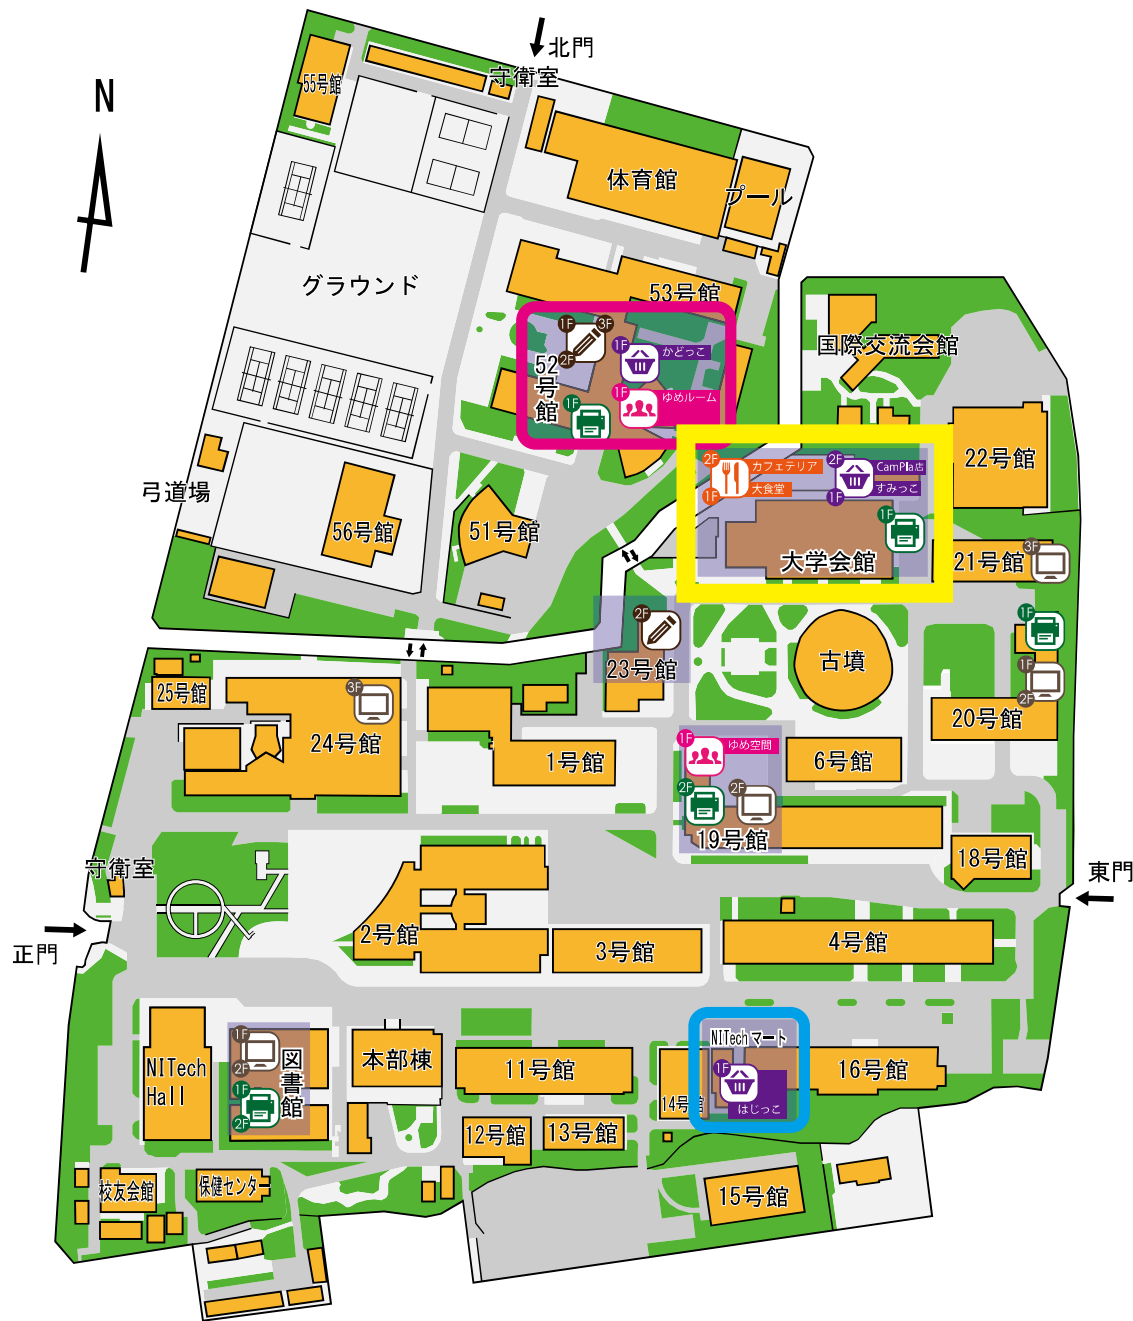 北門
守衛室
55号館
N
体育館
プール
グラウンド
53号館
国際交流会館
1F
3F
2F
52号館
1F
かどっこ
1F
ゆめルーム
1F
2F
カフェテリア
1F
大食堂
2F
CamPla店
1F
すみっこ
1F
大学会館
22号館
弓道場
56号館
51号館
21号館
3F
1F
2F
23号館
古墳
1F
2F
20号館
25号館
3F
24号館
1号館
1F
ゆめ空間
2F
2F
19号館
6号館
守衛室
18号館
東門
正門
2号館
3号館
4号館
NITech
Hall
1F
2F
1F
2F
図書館
本部棟
11号館
NITechマート
1F
はじっこ
14号館
16号館
12号館
13号館
校友会館
保健センター
15号館